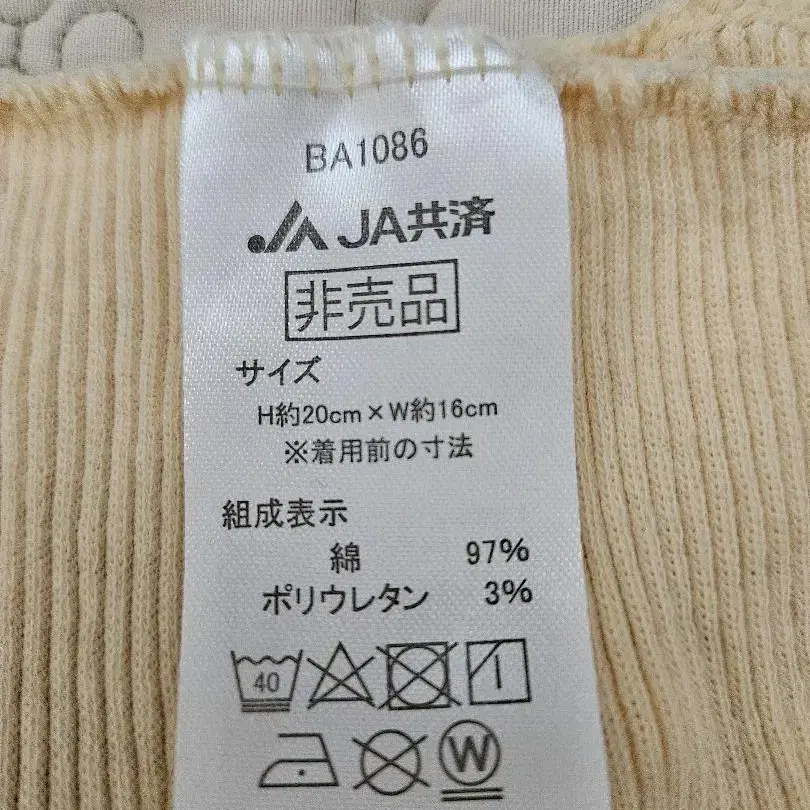 BA1086
JA JA共済
非売品
サイズ
H約20cm×W約16cm
※着用前の寸法
組成表示
綿 97%
ポリウレタン 3%
40
W